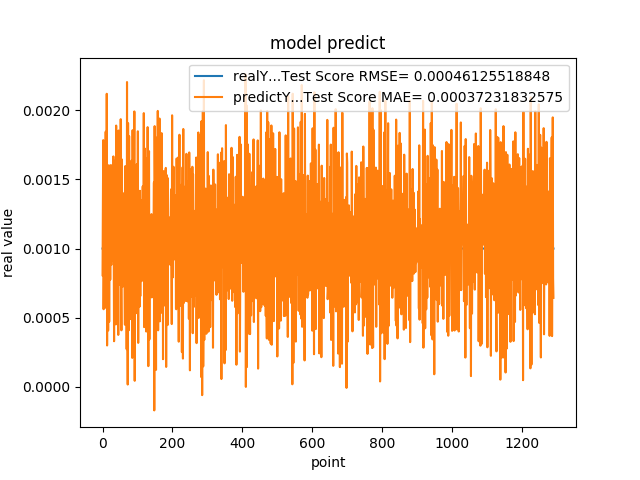 model predict
realY...Test Score RMSE= 0.00046125518848
predictY...Test Score MAE= 0.00037231832575
0.0020
0.0015
0.0010
0.0005
0.0000
real value
0
200
400
600
800
1000
1200
point